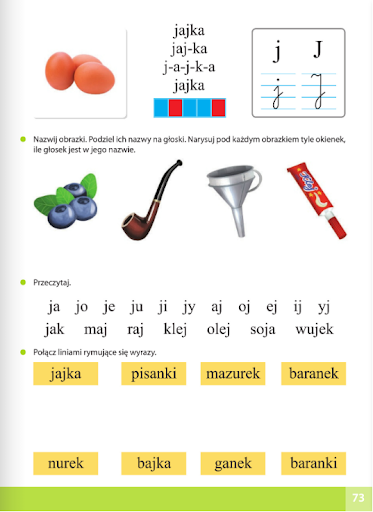 jajka
jaj-ka
j-a-j-k-a
jajka
j J
j J
Nazwij obrazki. Podziel ich nazwy na głoski. Narysuj pod każdym obrazkiem tyle okienek,
ile głosek jest w jego nazwie.
Przeczytaj.
ja jo je ju ji jy aj oj ej ij yj
jak maj raj klej olej soja wujek
Połącz liniami rymujące się wyrazy.
jajka pisanki mazurek baranek
nurek bajka ganek baranki
73